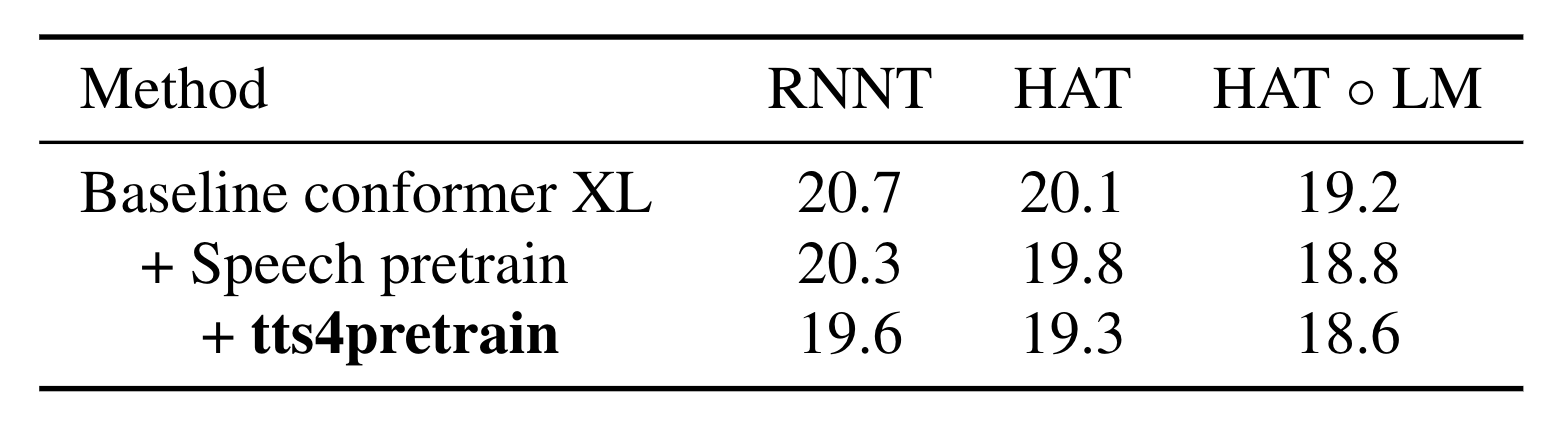 Method RNNT HAT HAT ∘ LM
Baseline conformer XL 20.7 20.1 19.2
+ Speech pretrain 20.3 19.8 18.8
+ tts4pretrain 19.6 19.3 18.6